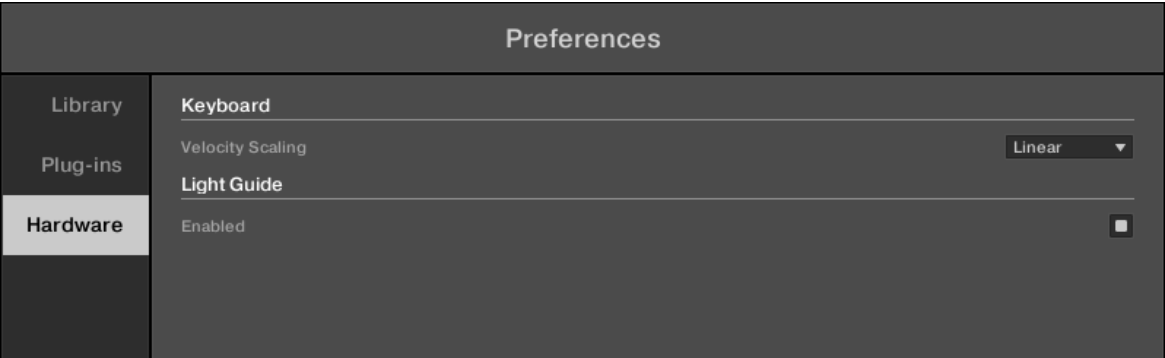 Preferences
Library
Plug-ins
Hardware
Keyboard
Velocity Scaling
Linear
Light Guide
Enabled